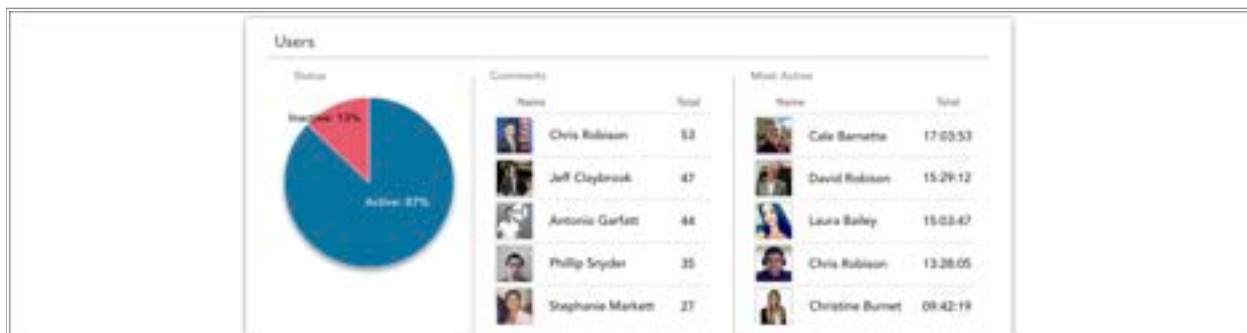 Users
Status
Inactive: 13%
Active: 87%
Comments
Name Total
Chris Robison 53
Jeff Claybrook 47
Antonio Garfatt 44
Phillip Snyder 35
Stephanie Markett 27
Most Active
Name Total
Cale Barnette 17:03:53
David Robison 15:29:12
Laura Bailey 15:03:47
Chris Robison 13:28:05
Christine Burnet 09:42:19